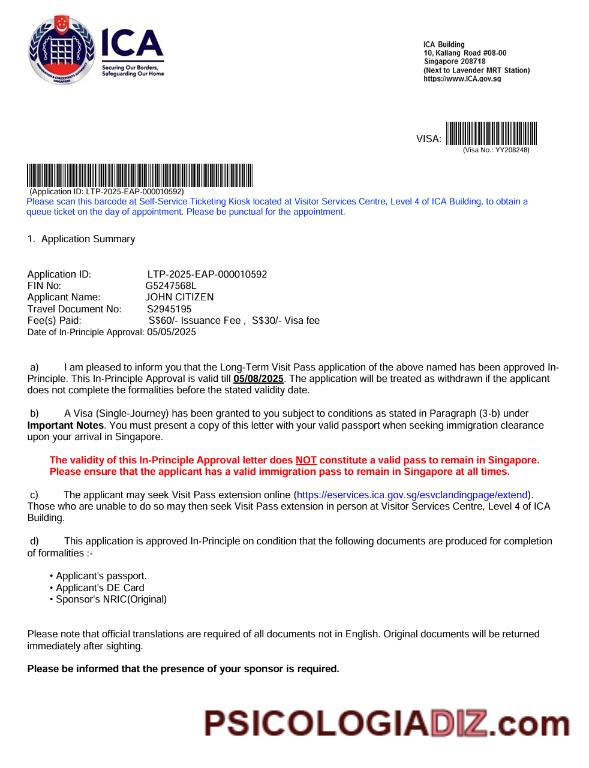 ICA
Securing Our Borders,
Safeguarding Our Home
ICA Building
10, Kallang Road #08-00
Singapore 208718
(Next to Lavender MRT Station)
https://www.ICA.gov.sg
VISA:
(Visa No.: YY208248)
(Application ID: LTP-2025-EAP-000010592)
Please scan this barcode at Self-Service Ticketing Kiosk located at Visitor Services Centre, Level 4 of ICA Building, to obtain a
queue ticket on the day of appointment. Please be punctual for the appointment.
1. Application Summary
Application ID: LTP-2025-EAP-000010592
FIN No: G5247568L
Applicant Name: JOHN CITIZEN
Travel Document No: S2945195
Fee(s) Paid: S$60/- Issuance Fee , S$30/- Visa fee
Date of In-Principle Approval: 05/05/2025
a) I am pleased to inform you that the Long-Term Visit Pass application of the above named has been approved In-
Principle. This In-Principle Approval is valid till 05/08/2025. The application will be treated as withdrawn if the applicant
does not complete the formalities before the stated validity date.
b) A Visa (Single-Journey) has been granted to you subject to conditions as stated in Paragraph (3-b) under
Important Notes. You must present a copy of this letter with your valid passport when seeking immigration clearance
upon your arrival in Singapore.
The validity of this In-Principle Approval letter does NOT constitute a valid pass to remain in Singapore.
Please ensure that the applicant has a valid immigration pass to remain in Singapore at all times.
c) The applicant may seek Visit Pass extension online (https://eservices.ica.gov.sg/esvclandingpage/extend).
Those who are unable to do so may then seek Visit Pass extension in person at Visitor Services Centre, Level 4 of ICA
Building.
d) This application is approved In-Principle on condition that the following documents are produced for completion
of formalities :-
• Applicant's passport.
• Applicant's DE Card
• Sponsor's NRIC(Original)
Please note that official translations are required of all documents not in English. Original documents will be returned
immediately after sighting.
Please be informed that the presence of your sponsor is required.
PSICOLOGIADIZ.com